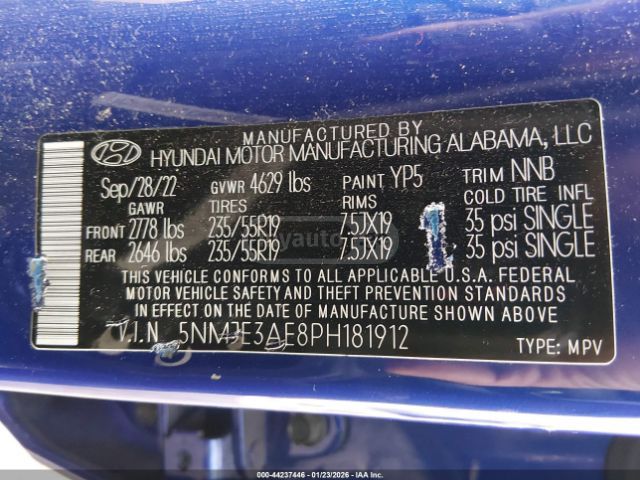 MANUFACTURED BY
HYUNDAI MOTOR MANUFACTURING ALABAMA, LLC
Sep/28/22 GVWR 4629 lbs PAINT YP5 TRIM NNB
GAWR TIRES RIMS COLD TIRE INFL
FRONT 2778 lbs 235/55R19 7.5JX19 35 psi SINGLE
REAR 2646 lbs 235/55R19 7.5JX19 35 psi SINGLE
THIS VEHICLE CONFORMS TO ALL APPLICABLE U.S.A. FEDERAL
MOTOR VEHICLE SAFETY AND THEFT PREVENTION STANDARDS
IN EFFECT ON THE DATE OF MANUFACTURE SHOWN ABOVE.
V.I.N. TYPE: MPV
000-44237446 | 01/23/2026 | IAAI.COM